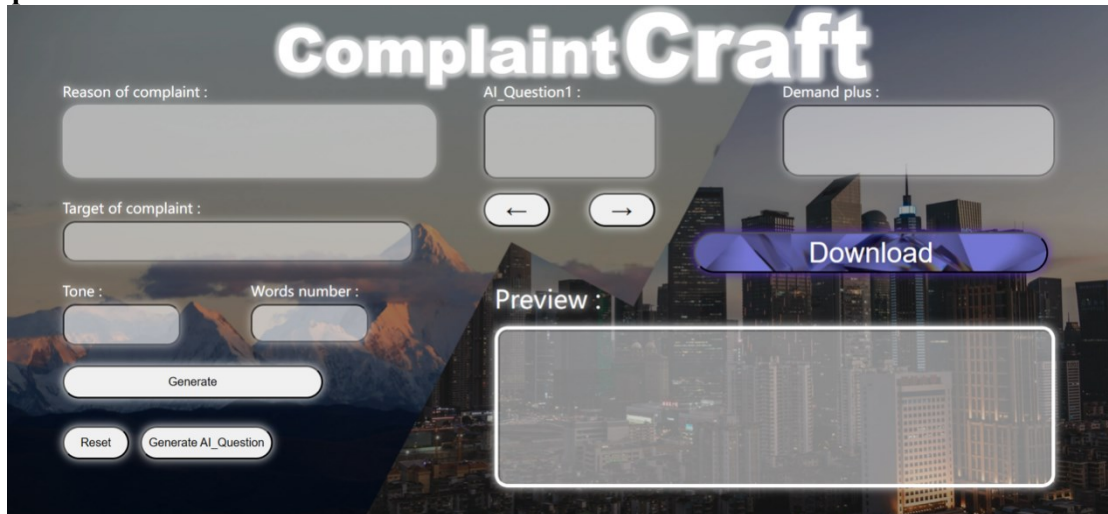 ComplaintCraft
Reason of complaint :
AI_Question1 :
Demand plus :
← →
Target of complaint :
Download
Tone :
Words number :
Preview :
Generate
Reset
Generate AI_Question